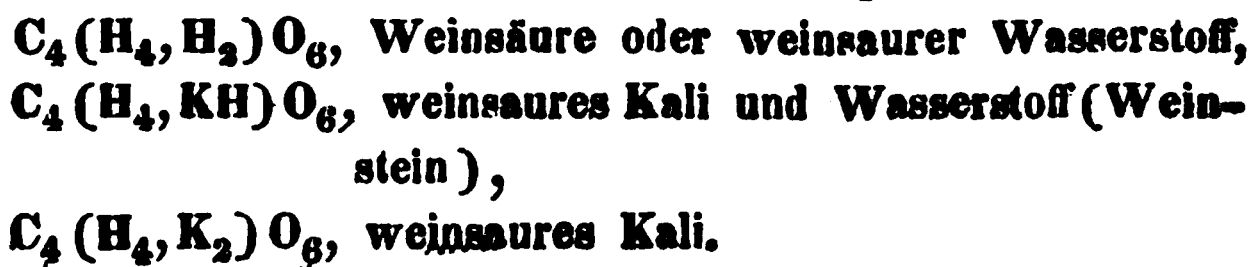 C₄(H₄,H₂)O₆, Weinsäure oder weinsaurer Wasserstoff,
C₄(H₄,KH)O₆, weinsaures Kali und Wasserstoff (Wein-
stein),
C₄(H₄,K₂)O₆, weinsaures Kali.